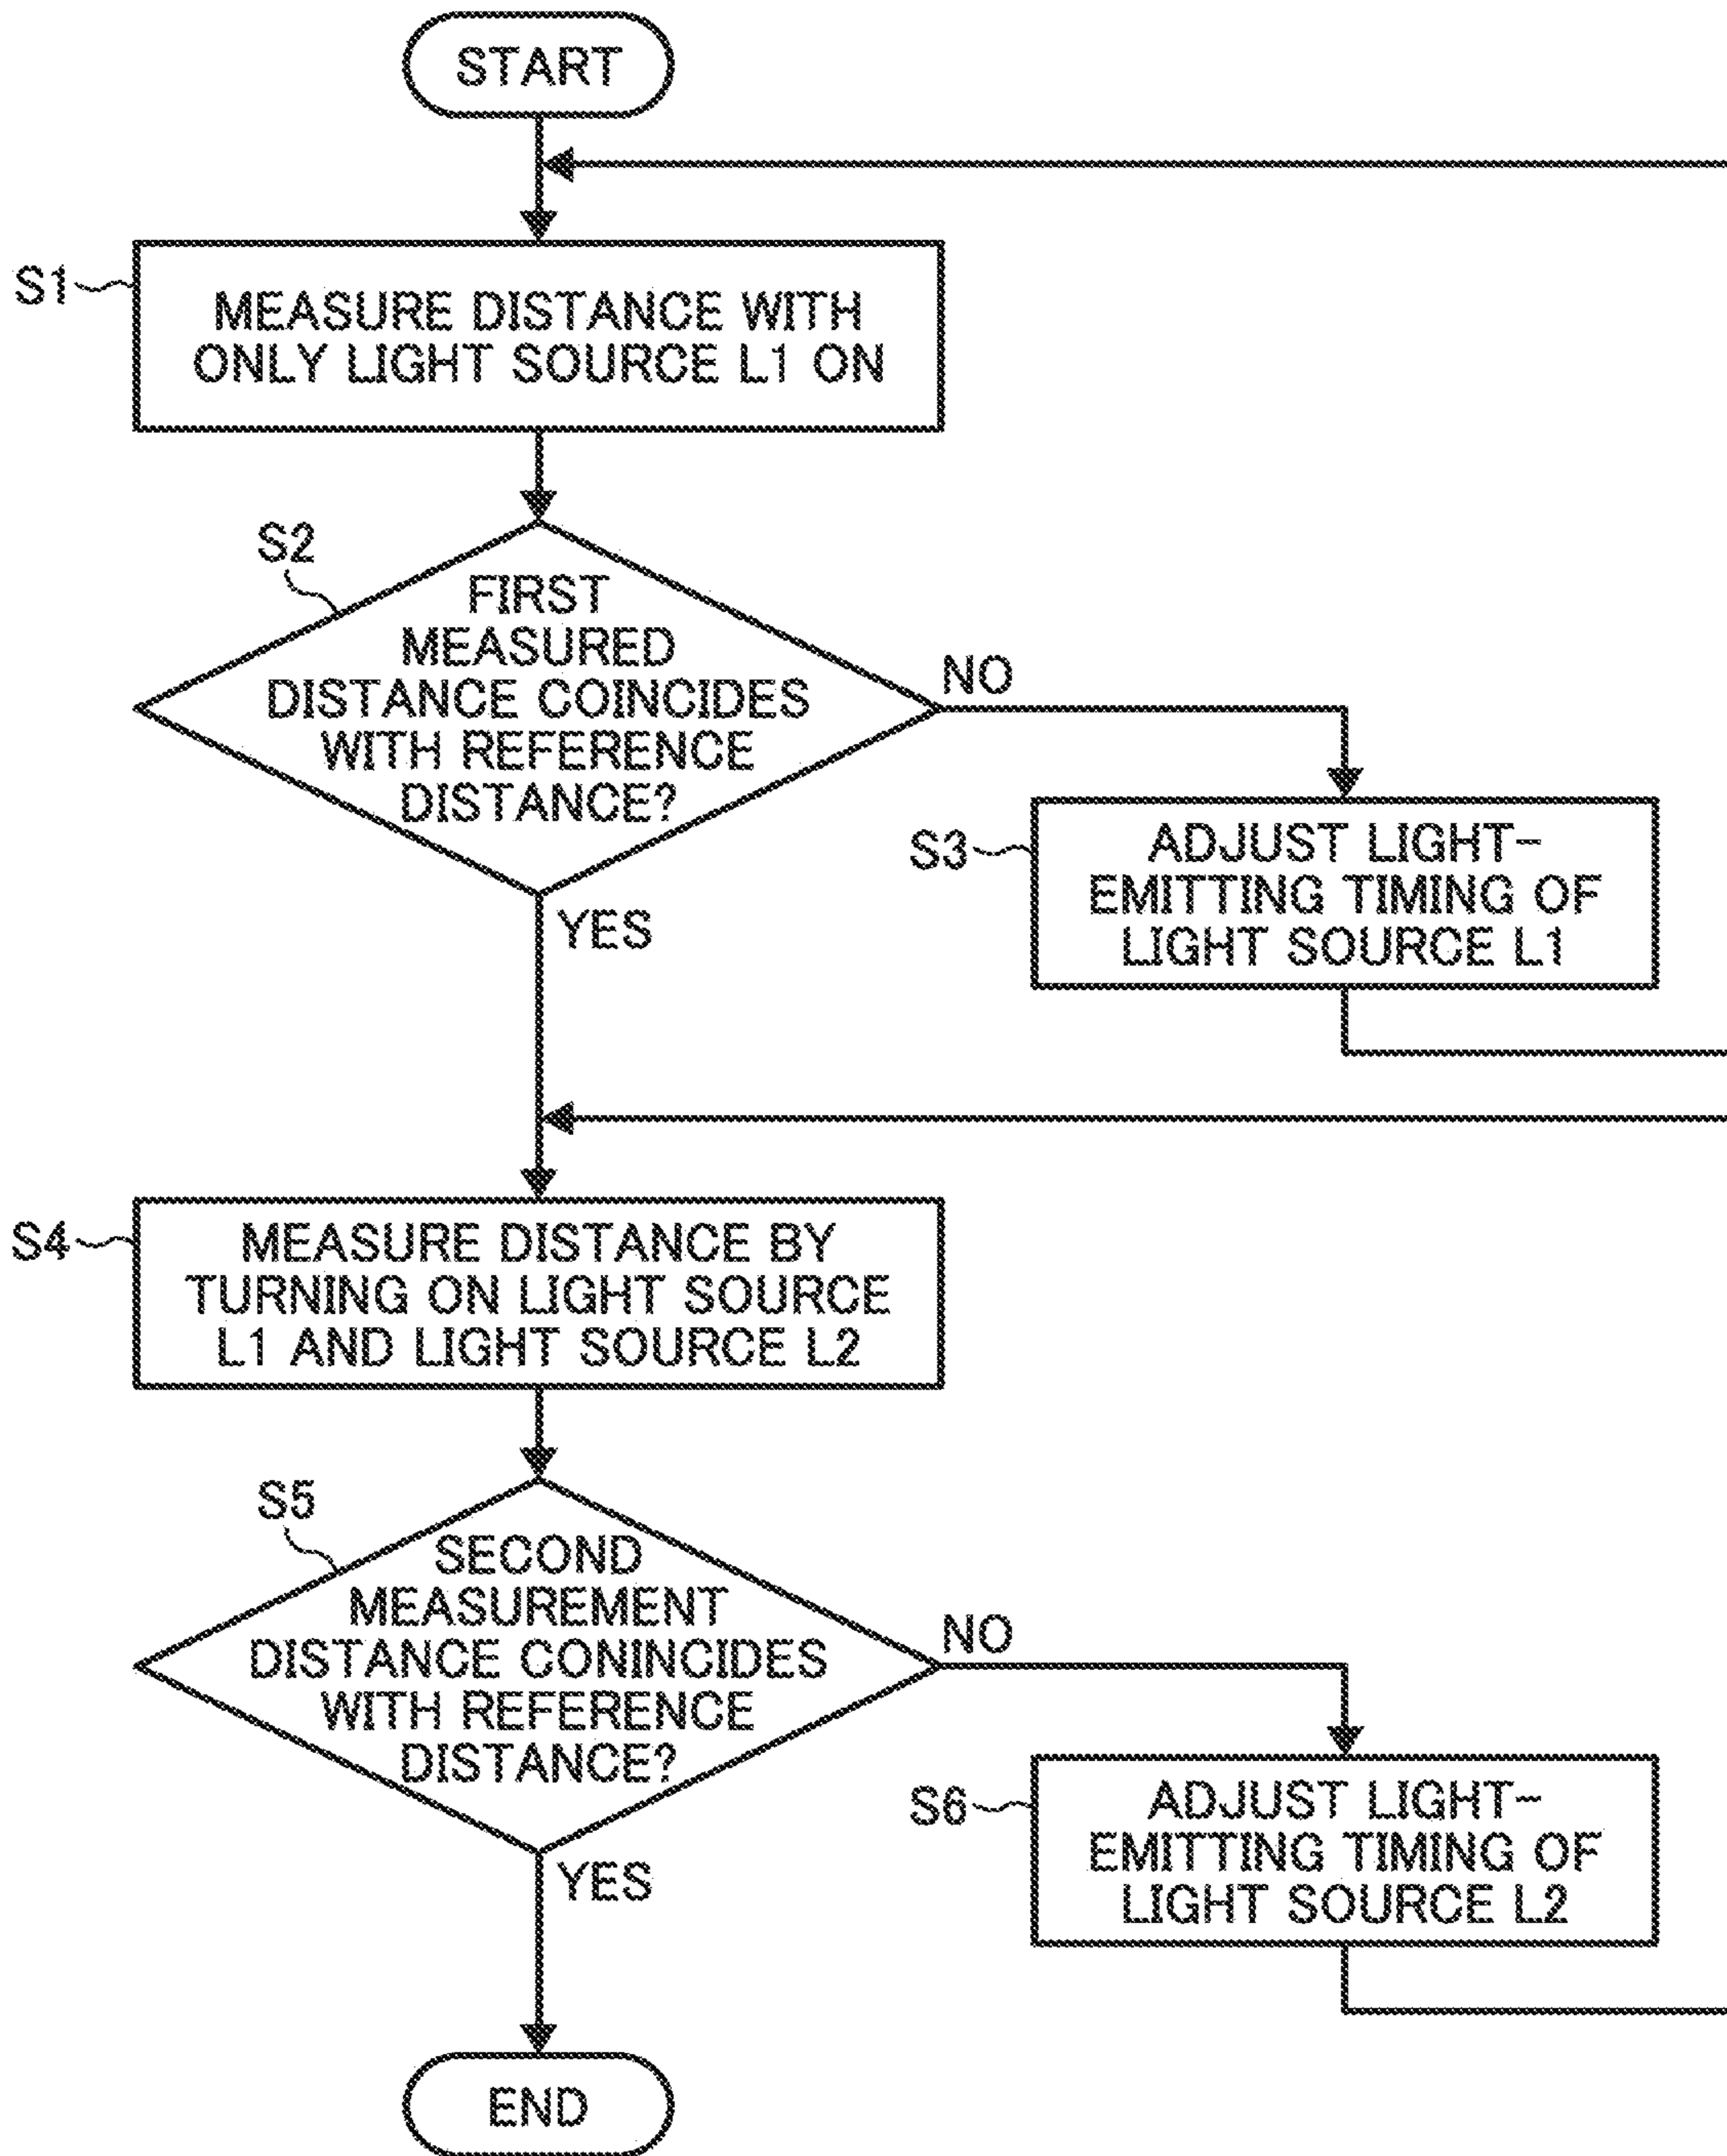 START
S1
MEASURE DISTANCE WITH
ONLY LIGHT SOURCE L1 ON
S2
FIRST
MEASURED
DISTANCE COINCIDES
WITH REFERENCE
DISTANCE?
NO
YES
S3
ADJUST LIGHT-
EMITTING TIMING OF
LIGHT SOURCE L1
S4
MEASURE DISTANCE BY
TURNING ON LIGHT SOURCE
L1 AND LIGHT SOURCE L2
S5
SECOND
MEASUREMENT
DISTANCE CONINCIDES
WITH REFERENCE
DISTANCE?
NO
YES
S6
ADJUST LIGHT-
EMITTING TIMING OF
LIGHT SOURCE L2
END